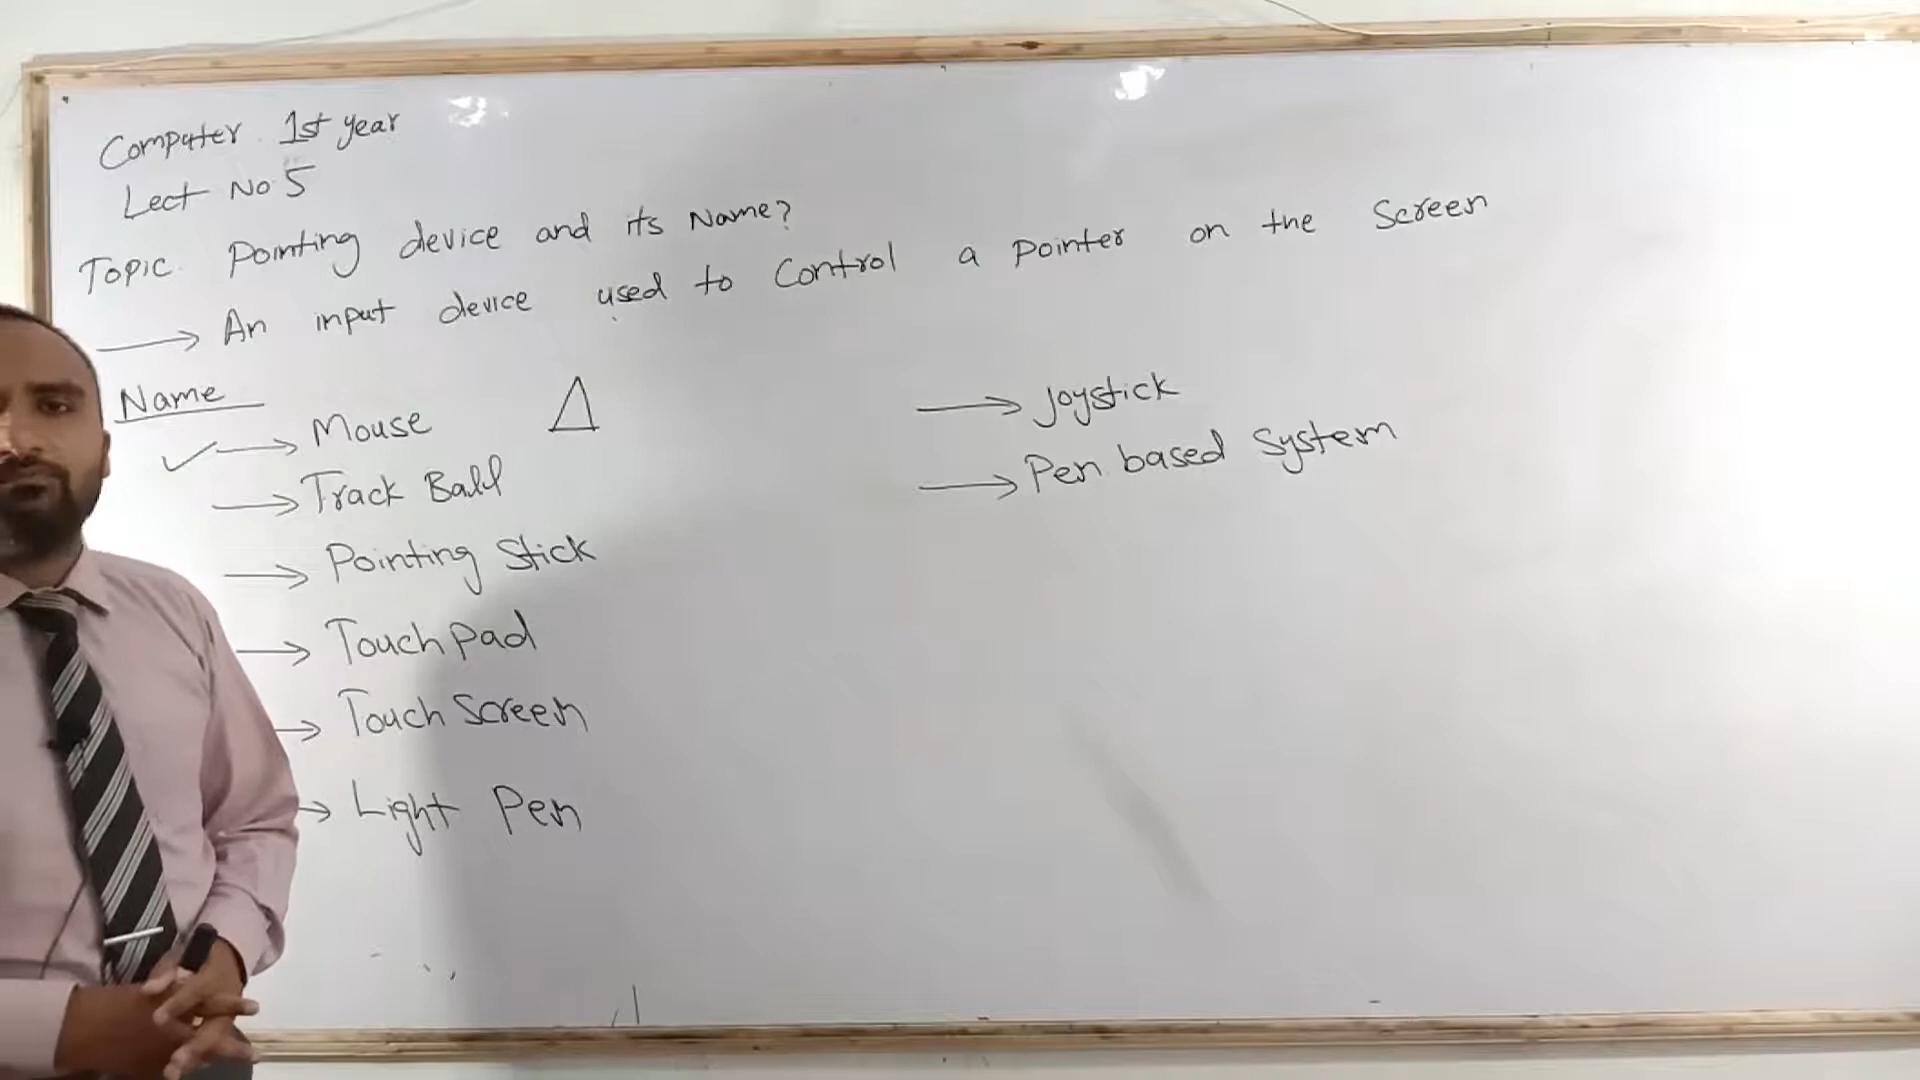 Computer 1st year
Lect No 5
Topic. Pointing device and its Name?
→ An input device used to Control a pointer on the Screen
Name
✓→ Mouse Δ
→ Track Ball
→ Pointing Stick
→ Touch pad
→ Touch Screen
→ Light Pen
→ Joystick
→ Pen based System